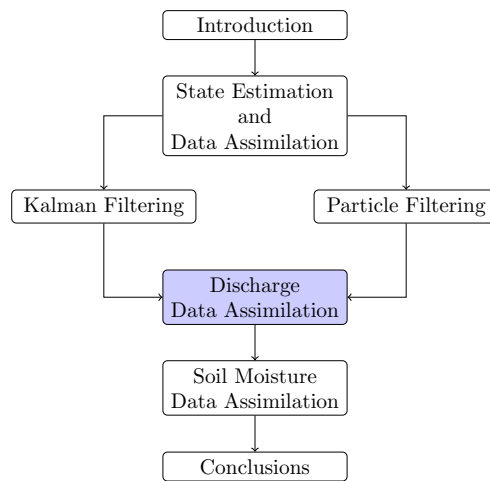 Introduction
State Estimation
and
Data Assimilation
Kalman Filtering
Particle Filtering
Discharge
Data Assimilation
Soil Moisture
Data Assimilation
Conclusions